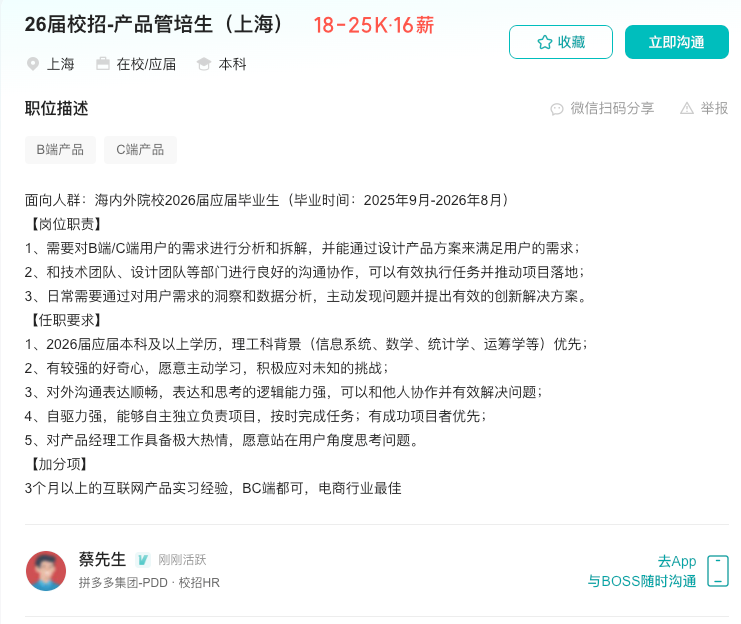 26届校招-产品管培生（上海） 18-25K·16薪
收藏 立即沟通
上海 在校/应届 本科
职位描述 微信扫码分享 举报
B端产品 C端产品
面向人群：海内外院校2026届应届毕业生（毕业时间：2025年9月-2026年8月）
【岗位职责】
1、需要对B端/C端用户的需求进行分析和拆解，并能通过设计产品方案来满足用户的需求；
2、和技术团队、设计团队等部门进行良好的沟通协作，可以有效执行任务并推动项目落地；
3、日常需要通过对用户需求的洞察和数据分析，主动发现问题并提出有效的创新解决方案。
【任职要求】
1、2026届应届本科及以上学历，理工科背景（信息系统、数学、统计学、运筹学等）优先；
2、有较强的好奇心，愿意主动学习，积极应对未知的挑战；
3、对外沟通表达顺畅，表达和思考的逻辑能力强，可以和他人协作并有效解决问题；
4、自驱力强，能够自主独立负责项目，按时完成任务；有成功项目者优先；
5、对产品经理工作具备极大热情，愿意站在用户角度思考问题。
【加分项】
3个月以上的互联网产品实习经验，BC端都可，电商行业最佳
蔡先生 刚刚活跃
拼多多集团-PDD · 校招HR
去App
与BOSS随时沟通